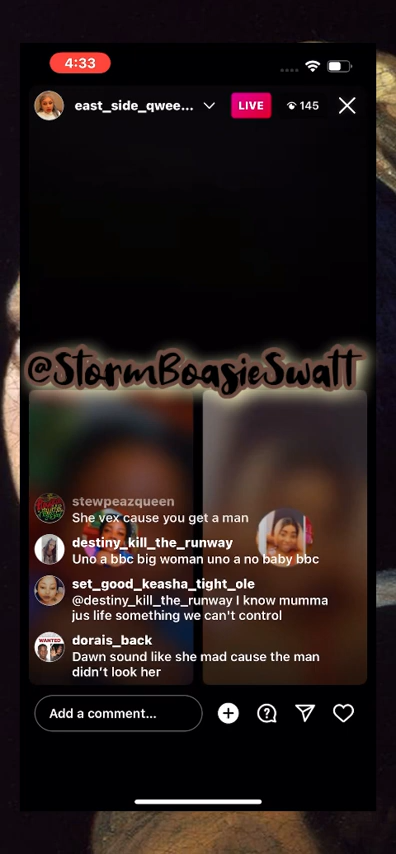 4:33
east_side_qwee...
LIVE
145
@StormBoasieSwatt
stewpeazqueen
She vex cause you get a man
destiny_kill_the_runway
Uno a bbc big woman uno a no baby bbc
set_good_keasha_tight_ole
@destiny_kill_the_runway I know mumma
jus life something we can't control
WANTED
dorais_back
Dawn sound like she mad cause the man
didn't look her
Add a comment...